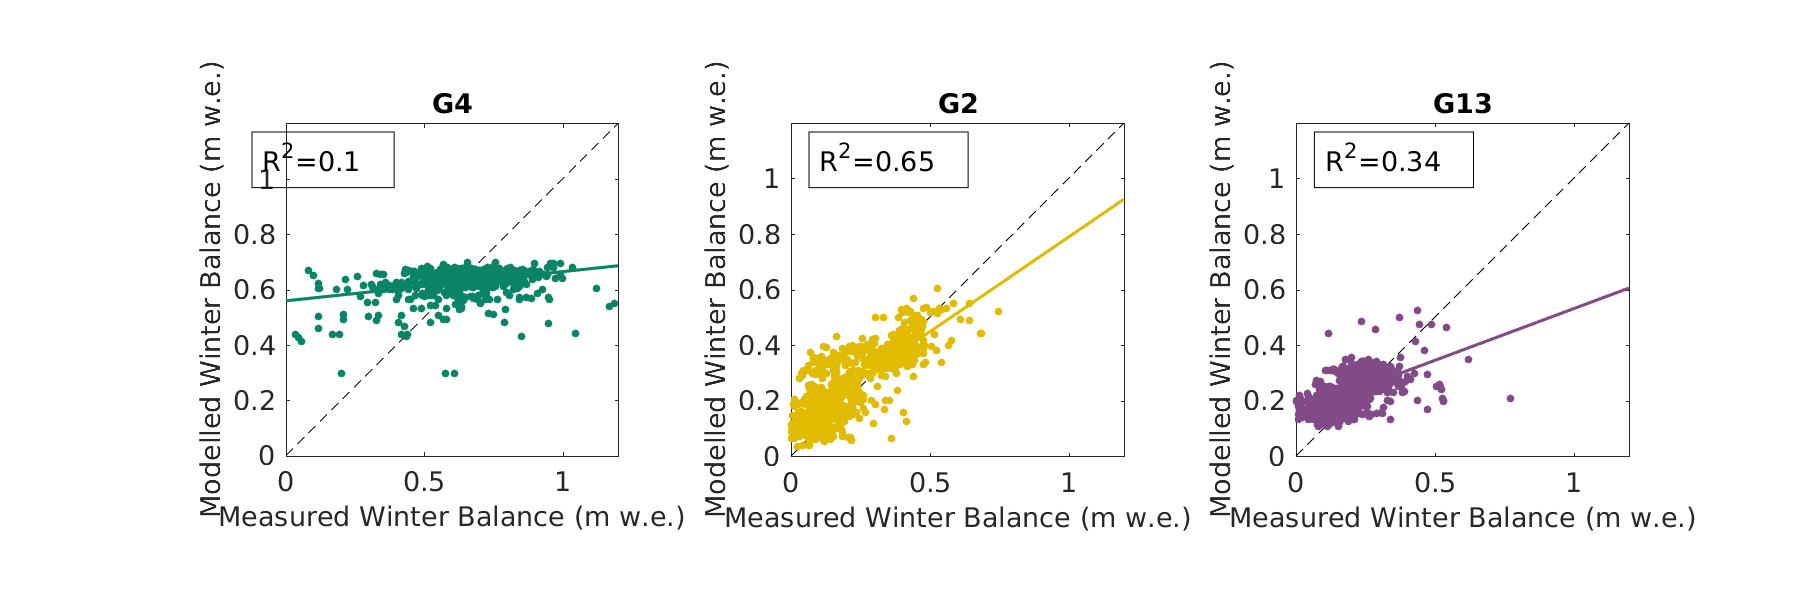 G4
R²=0.1
1
0.8
0.6
0.4
0.2
0
0 0.5 1
Modelled Winter Balance (m w.e.)
Measured Winter Balance (m w.e.)
G2
R²=0.65
1
0.8
0.6
0.4
0.2
0
0 0.5 1
Modelled Winter Balance (m w.e.)
Measured Winter Balance (m w.e.)
G13
R²=0.34
1
0.8
0.6
0.4
0.2
0
0 0.5 1
Modelled Winter Balance (m w.e.)
Measured Winter Balance (m w.e.)